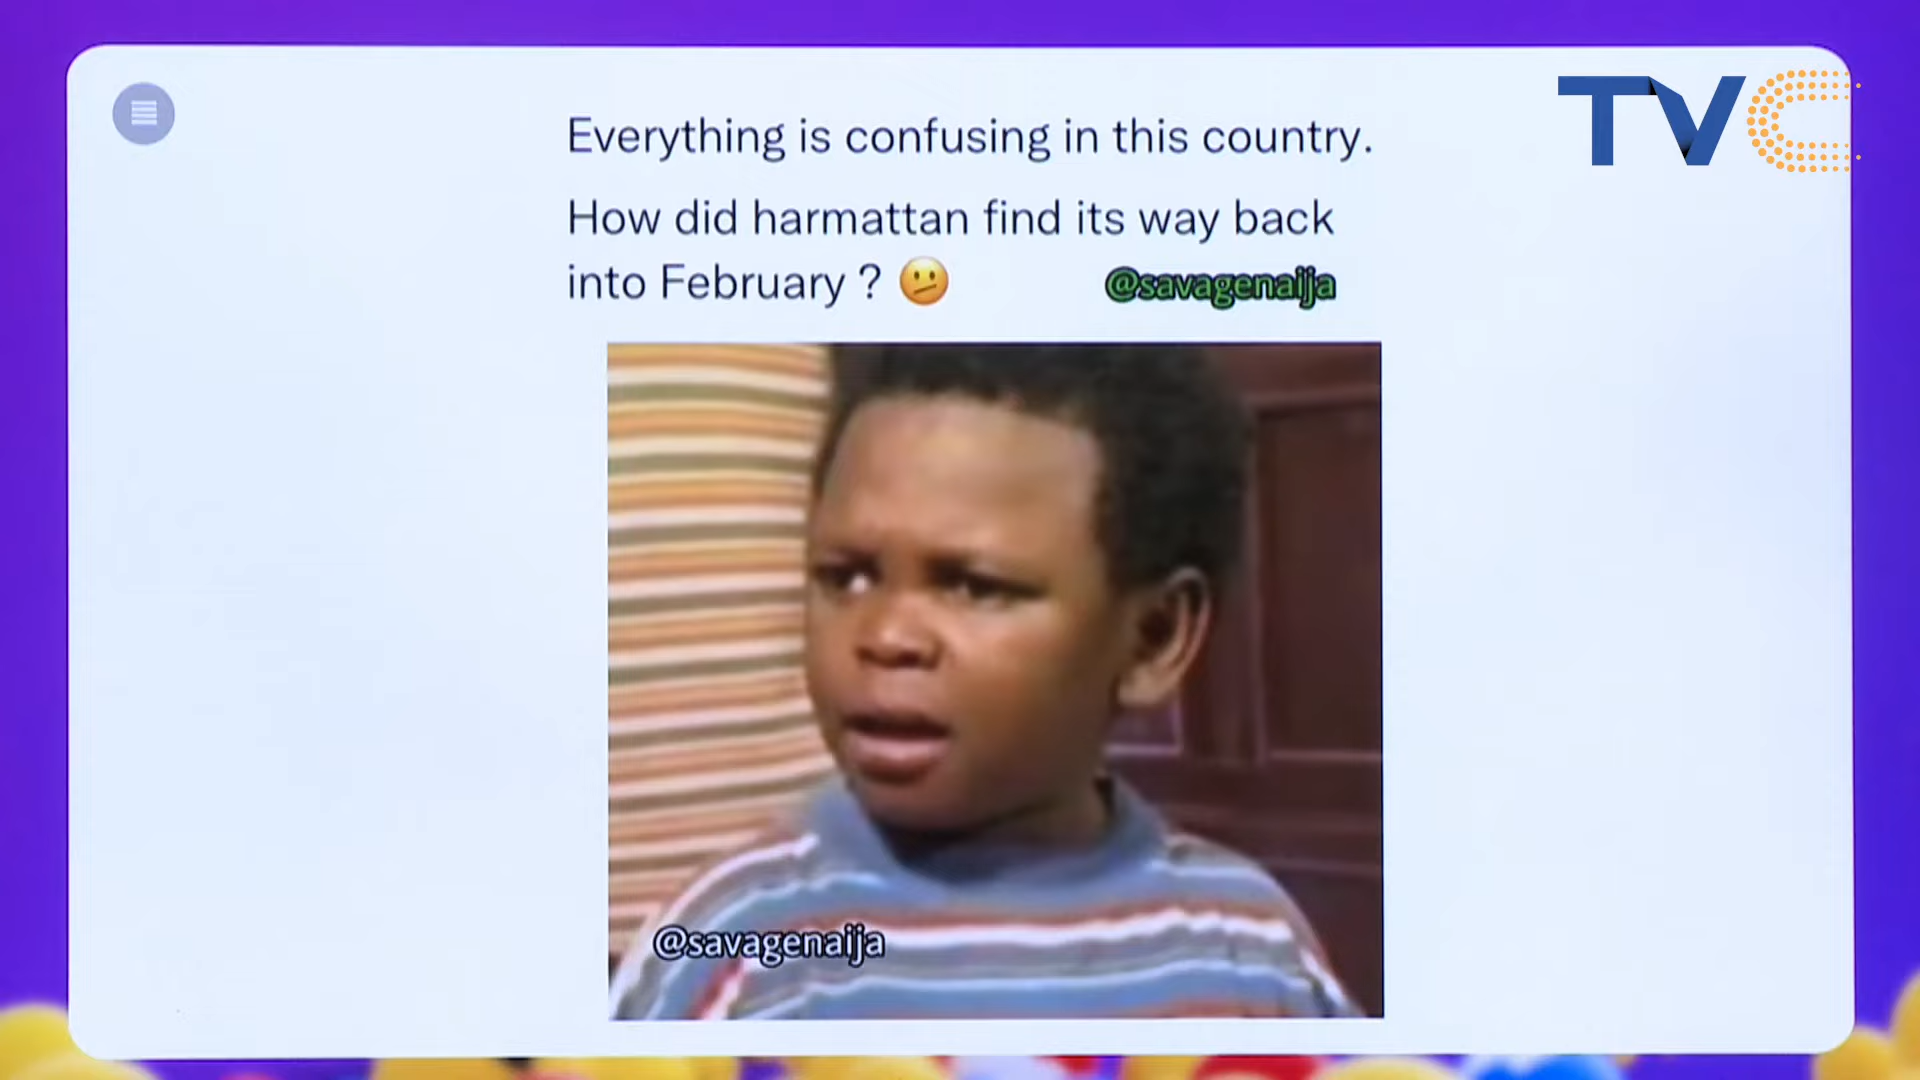 TVC
Everything is confusing in this country.
How did harmattan find its way back
into February ? 🫤
@savagenaija
@savagenaija